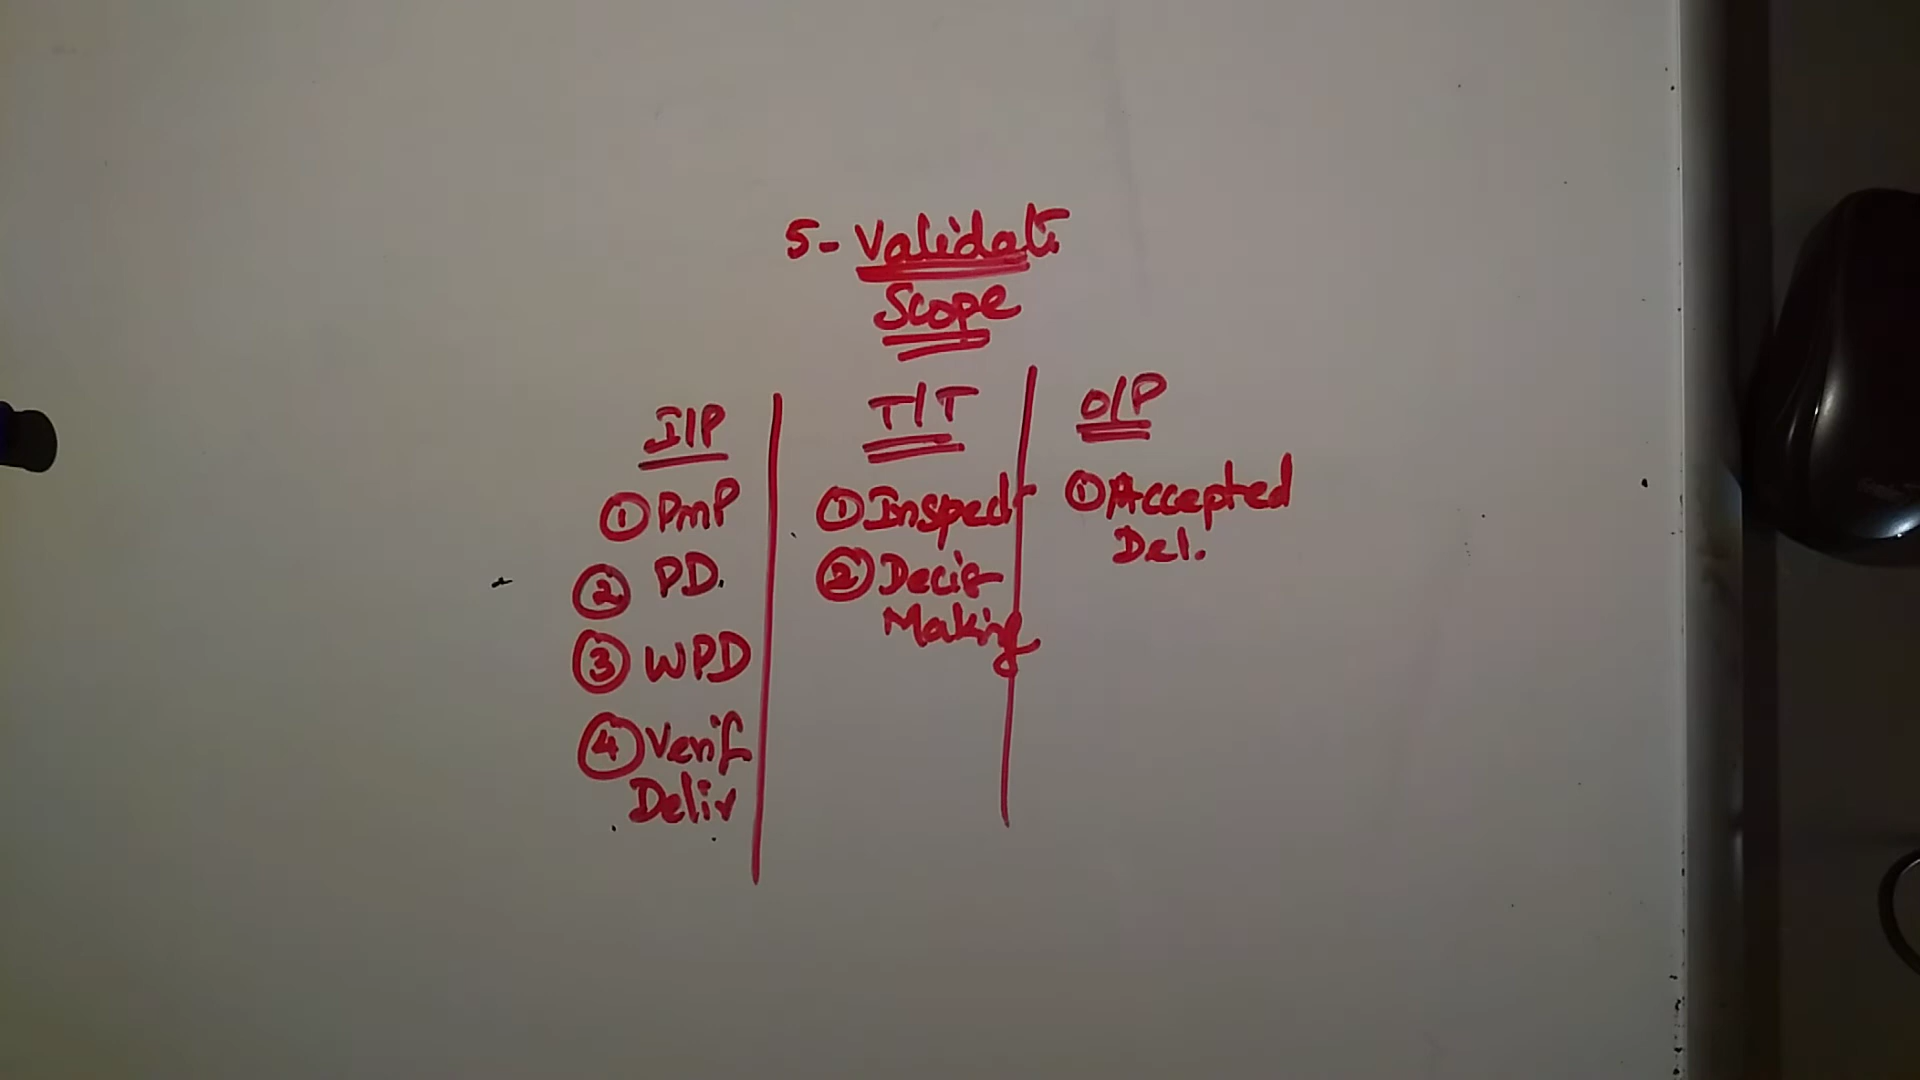 5- Validate
Scope
I/P
① PMP
② PD.
③ WPD
④ Verif
Deliv
T/T
① Inspect
② Decis
Making
O/P
① Accepted
Del.